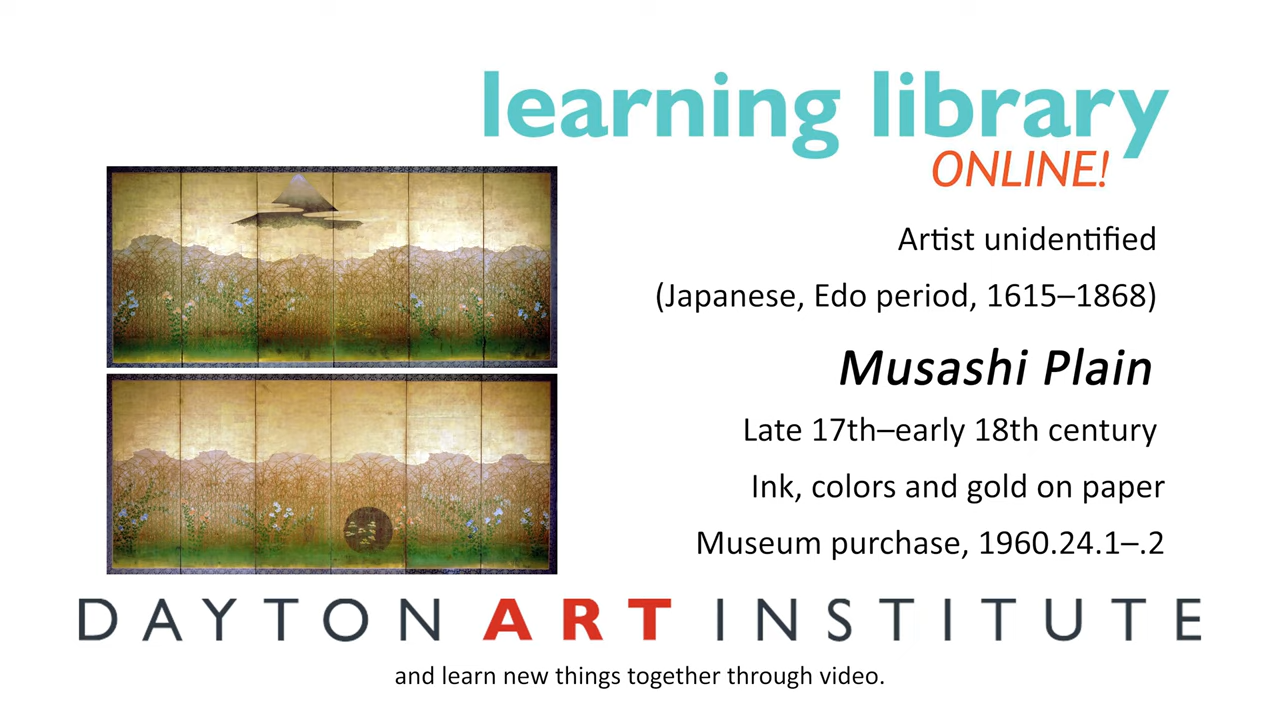 learning library
ONLINE!
Artist unidentified
(Japanese, Edo period, 1615–1868)
Musashi Plain
Late 17th–early 18th century
Ink, colors and gold on paper
Museum purchase, 1960.24.1–.2
DAYTON ART INSTITUTE
and learn new things together through video.